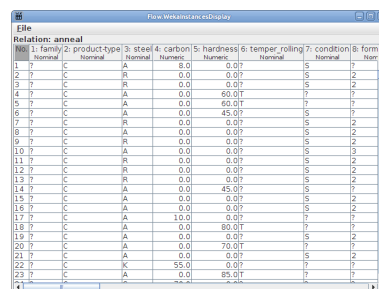 Flow.WekaInstancesDisplay
File
Relation: anneal
No. 1: family 2: product-type 3: steel 4: carbon 5: hardness 6: temper_rolling 7: condition 8: form
Nominal Nominal Nominal Numeric Numeric Nominal Nominal Nom
1 ? C A 8.0 0.0 ? S ?
2 ? C R 0.0 0.0 ? S 2
3 ? C R 0.0 0.0 ? S 2
4 ? C A 0.0 60.0 T ? ?
5 ? C A 0.0 60.0 T ? ?
6 ? C A 0.0 45.0 ? S ?
7 ? C R 0.0 0.0 ? S 2
8 ? C A 0.0 0.0 ? S 2
9 ? C R 0.0 0.0 ? S 2
10 ? C A 0.0 0.0 ? S 3
11 ? C R 0.0 0.0 ? S 2
12 ? C R 0.0 0.0 ? S 2
13 ? C R 0.0 0.0 ? S 2
14 ? C A 0.0 45.0 ? S ?
15 ? C A 0.0 0.0 ? S 2
16 ? C A 0.0 0.0 ? S 2
17 ? C A 10.0 0.0 ? ? ?
18 ? C A 0.0 80.0 T ? ?
19 ? C A 0.0 0.0 ? S 2
20 ? C A 0.0 70.0 T ? ?
21 ? C A 0.0 0.0 ? S 2
22 ? C K 55.0 0.0 ? ? ?
23 ? C A 0.0 85.0 T ? ?